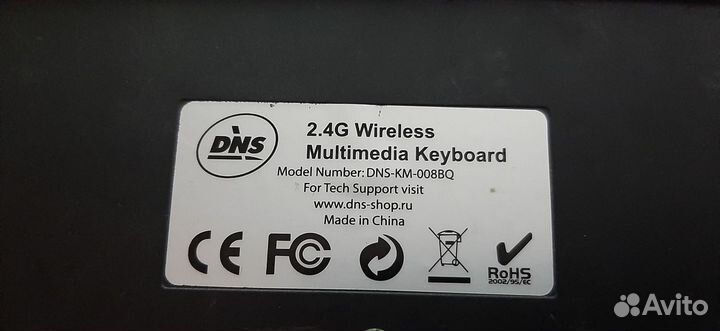 DNS
2.4G Wireless
Multimedia Keyboard
Model Number: DNS-KM-008BQ
For Tech Support visit
www.dns-shop.ru
Made in China
CE FC
RoHS
2002/95/EC
Avito